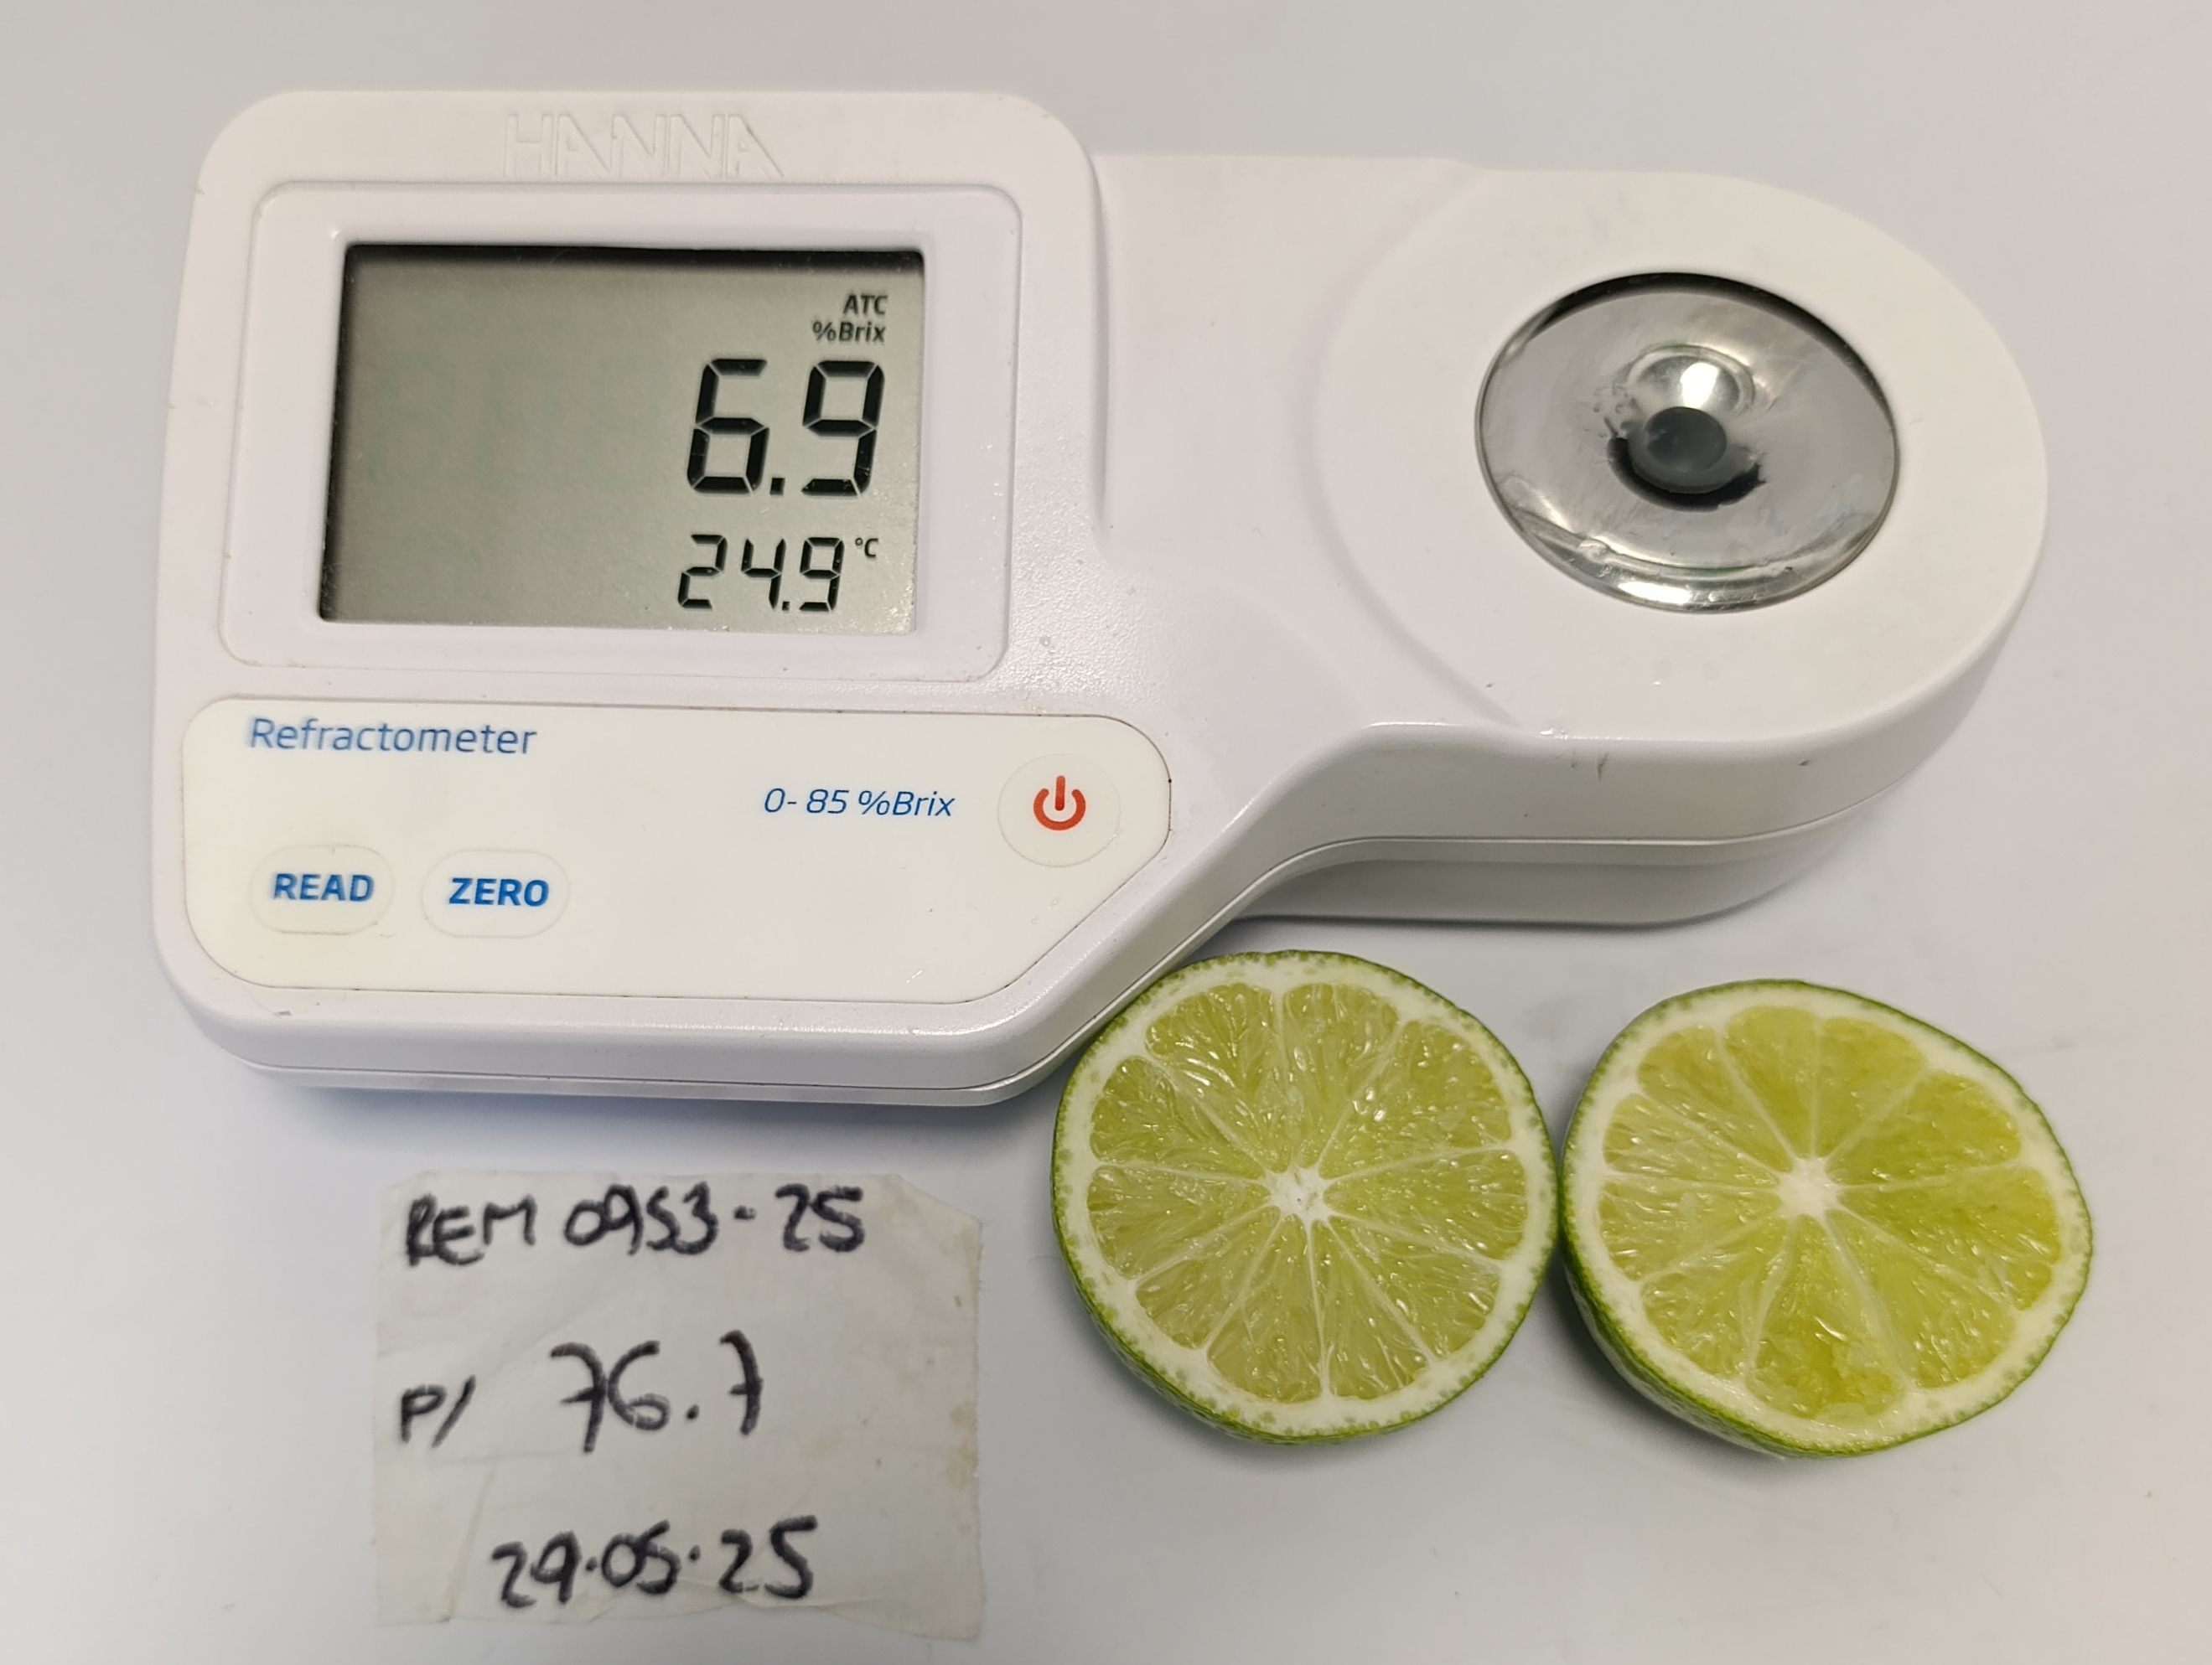 HANNA
ATC
%Brix
6.9
24.9 °C
Refractometer
0-85 %Brix
READ ZERO
REM 0953-25
P/ 76.7
29.05.25